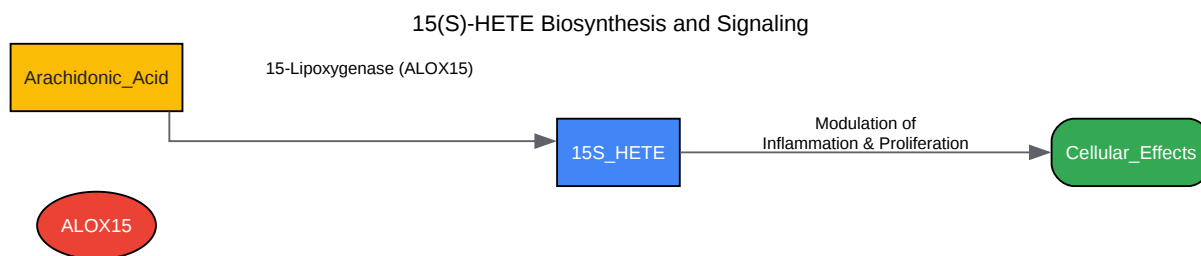 15(S)-HETE Biosynthesis and Signaling
Arachidonic_Acid
15-Lipoxygenase (ALOX15)
15S_HETE
Modulation of
Inflammation & Proliferation
Cellular_Effects
ALOX15